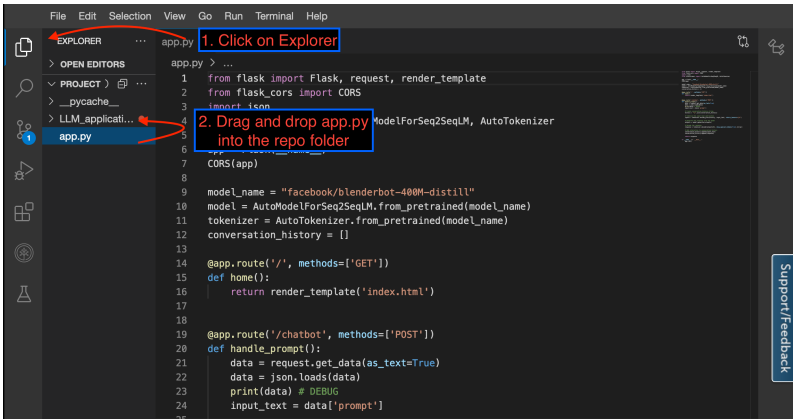 File Edit Selection View Go Run Terminal Help
EXPLORER ...
app.py
1. Click on Explorer
> OPEN EDITORS
app.py > ...
PROJECT ) ...
> __pycache__
> LLM_applicati...
app.py
1
2. Drag and drop app.py
into the repo folder
1 from flask import Flask, request, render_template
2 from flask_cors import CORS
3 import json
4 ModelForSeq2SeqLM, AutoTokenizer
5
6
7 CORS(app)
8
9 model_name = "facebook/blenderbot-400M-distill"
10 model = AutoModelForSeq2SeqLM.from_pretrained(model_name)
11 tokenizer = AutoTokenizer.from_pretrained(model_name)
12 conversation_history = []
13
14 @app.route('/', methods=['GET'])
15 def home():
16 return render_template('index.html')
17
18
19 @app.route('/chatbot', methods=['POST'])
20 def handle_prompt():
21 data = request.get_data(as_text=True)
22 data = json.loads(data)
23 print(data) # DEBUG
24 input_text = data['prompt']
Support/Feedback